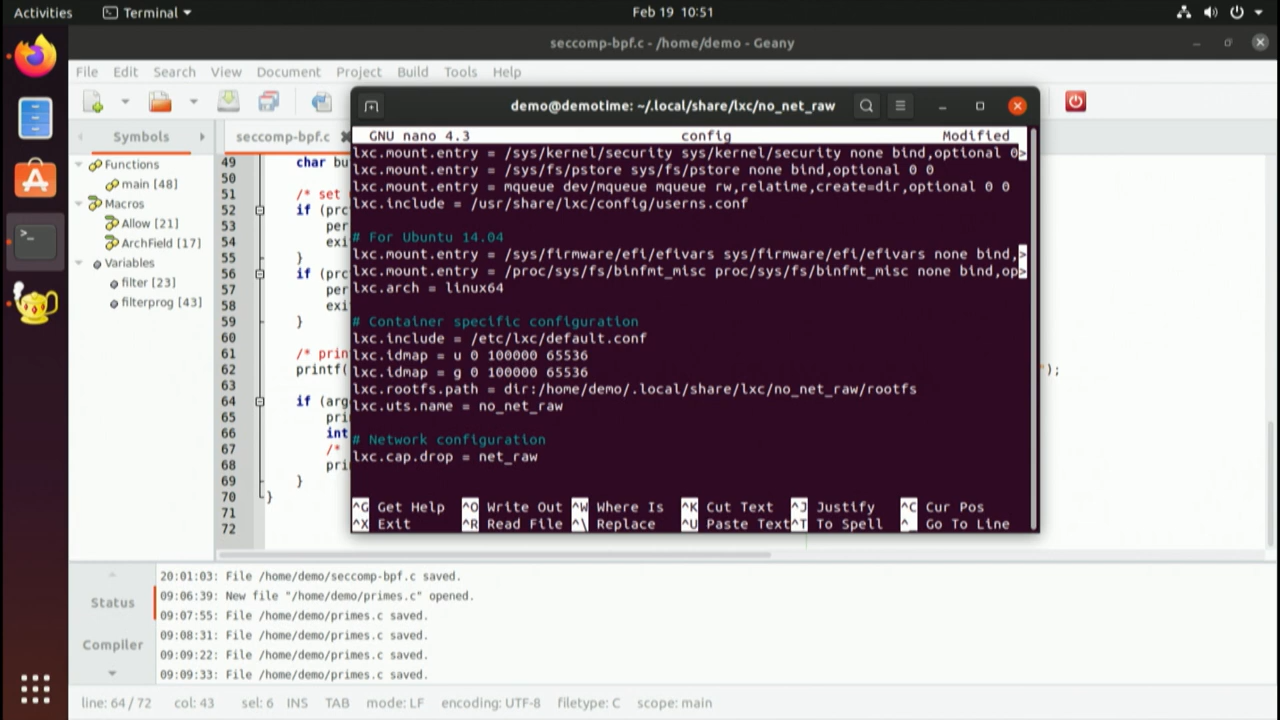 Activities
Terminal
Feb 19 10:51
seccomp-bpf.c - /home/demo - Geany
File Edit Search View Document Project Build Tools Help
Symbols
seccomp-bpf.c
Functions
main [48]
Macros
Allow [21]
ArchField [17]
Variables
filter [23]
filterprog [43]
49 char bu
50
51 /* set
52 if (prc
53 per
54 exi
55 }
56 if (prc
57 per
58 exi
59 }
60
61 /* prin
62 printf( ");
63
64 if (arg
65 pri
66 int
67 /*
68 pri
69 }
70 }
71
72
demo@demotime: ~/.local/share/lxc/no_net_raw
GNU nano 4.3 config Modified
lxc.mount.entry = /sys/kernel/security sys/kernel/security none bind,optional 0>
lxc.mount.entry = /sys/fs/pstore sys/fs/pstore none bind,optional 0 0
lxc.mount.entry = mqueue dev/mqueue mqueue rw,relatime,create=dir,optional 0 0
lxc.include = /usr/share/lxc/config/userns.conf
# For Ubuntu 14.04
lxc.mount.entry = /sys/firmware/efi/efivars sys/firmware/efi/efivars none bind,>
lxc.mount.entry = /proc/sys/fs/binfmt_misc proc/sys/fs/binfmt_misc none bind,op>
lxc.arch = linux64
# Container specific configuration
lxc.include = /etc/lxc/default.conf
lxc.idmap = u 0 100000 65536
lxc.idmap = g 0 100000 65536
lxc.rootfs.path = dir:/home/demo/.local/share/lxc/no_net_raw/rootfs
lxc.uts.name = no_net_raw
# Network configuration
lxc.cap.drop = net_raw
^G Get Help ^O Write Out ^W Where Is ^K Cut Text ^J Justify ^C Cur Pos
^X Exit ^R Read File ^\ Replace ^U Paste Text ^T To Spell ^_ Go To Line
Status
Compiler
20:01:03: File /home/demo/seccomp-bpf.c saved.
09:06:39: New file "/home/demo/primes.c" opened.
09:07:55: File /home/demo/primes.c saved.
09:08:31: File /home/demo/primes.c saved.
09:09:22: File /home/demo/primes.c saved.
09:09:33: File /home/demo/primes.c saved.
line: 64 / 72 col: 43 sel: 6 INS TAB mode: LF encoding: UTF-8 filetype: C scope: main